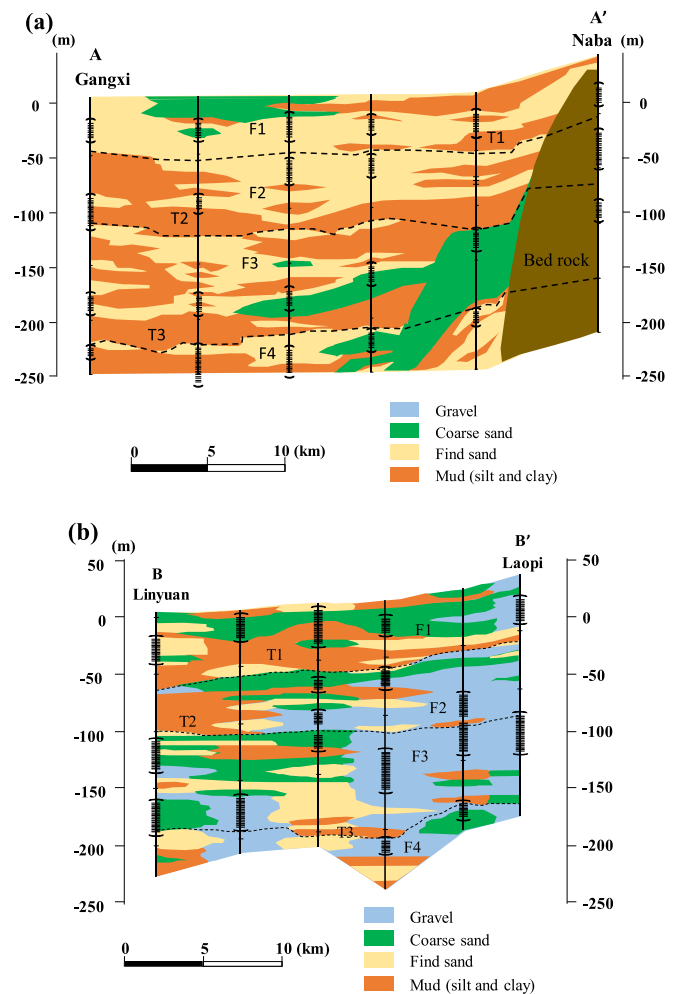 (a)
A'
(m)
A
Naba
(m)
Gangxi
0
0
F1
T1
-50
-50
F2
-100
T2
-100
F3
-150
Bed rock
-150
-200
T3
-200
F4
-250
-250
Gravel
Coarse sand
0 5 10 (km)
Find sand
Mud (silt and clay)
(b)
B'
(m)
50
B
Laopi
50
Linyuan
0
0
F1
T1
-50
-50
F2
T2
-100
-100
F3
-150
-150
T3
F4
-200
-200
-250
-250
Gravel
Coarse sand
0 5 10 (km)
Find sand
Mud (silt and clay)